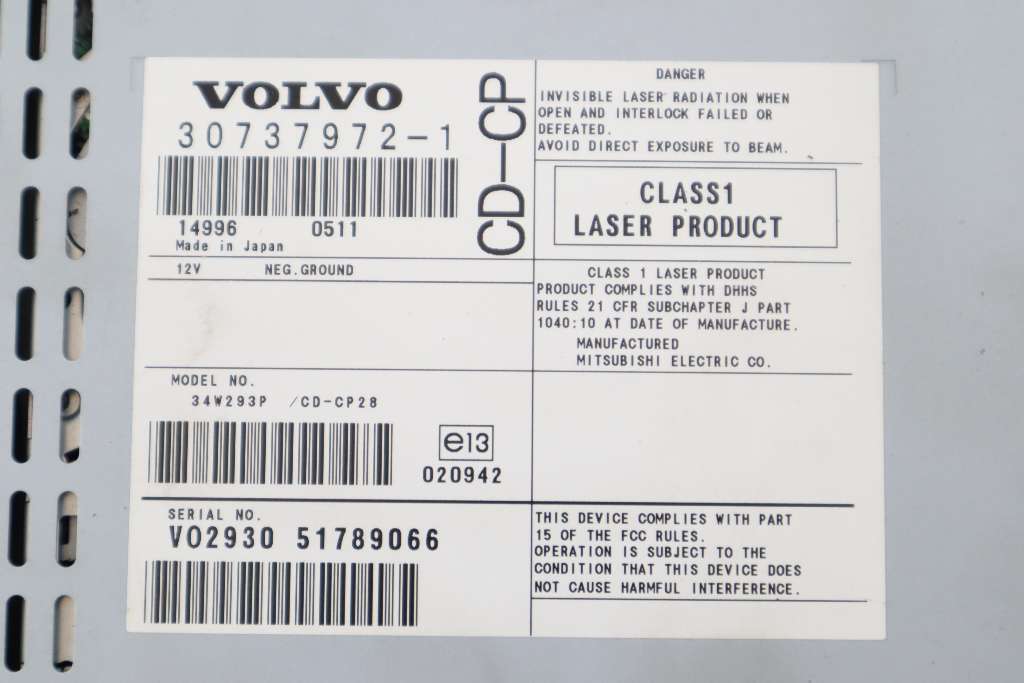 VOLVO
30737972-1
14996 0511
Made in Japan
CD-CP
12V NEG.GROUND
MODEL NO.
34W293P /CD-CP28
e13
020942
SERIAL NO.
VO2930 51789066
DANGER
INVISIBLE LASER RADIATION WHEN
OPEN AND INTERLOCK FAILED OR
DEFEATED.
AVOID DIRECT EXPOSURE TO BEAM.
CLASS1
LASER PRODUCT
CLASS 1 LASER PRODUCT
PRODUCT COMPLIES WITH DHHS
RULES 21 CFR SUBCHAPTER J PART
1040:10 AT DATE OF MANUFACTURE.
MANUFACTURED
MITSUBISHI ELECTRIC CO.
THIS DEVICE COMPLIES WITH PART
15 OF THE FCC RULES.
OPERATION IS SUBJECT TO THE
CONDITION THAT THIS DEVICE DOES
NOT CAUSE HARMFUL INTERFERENCE.